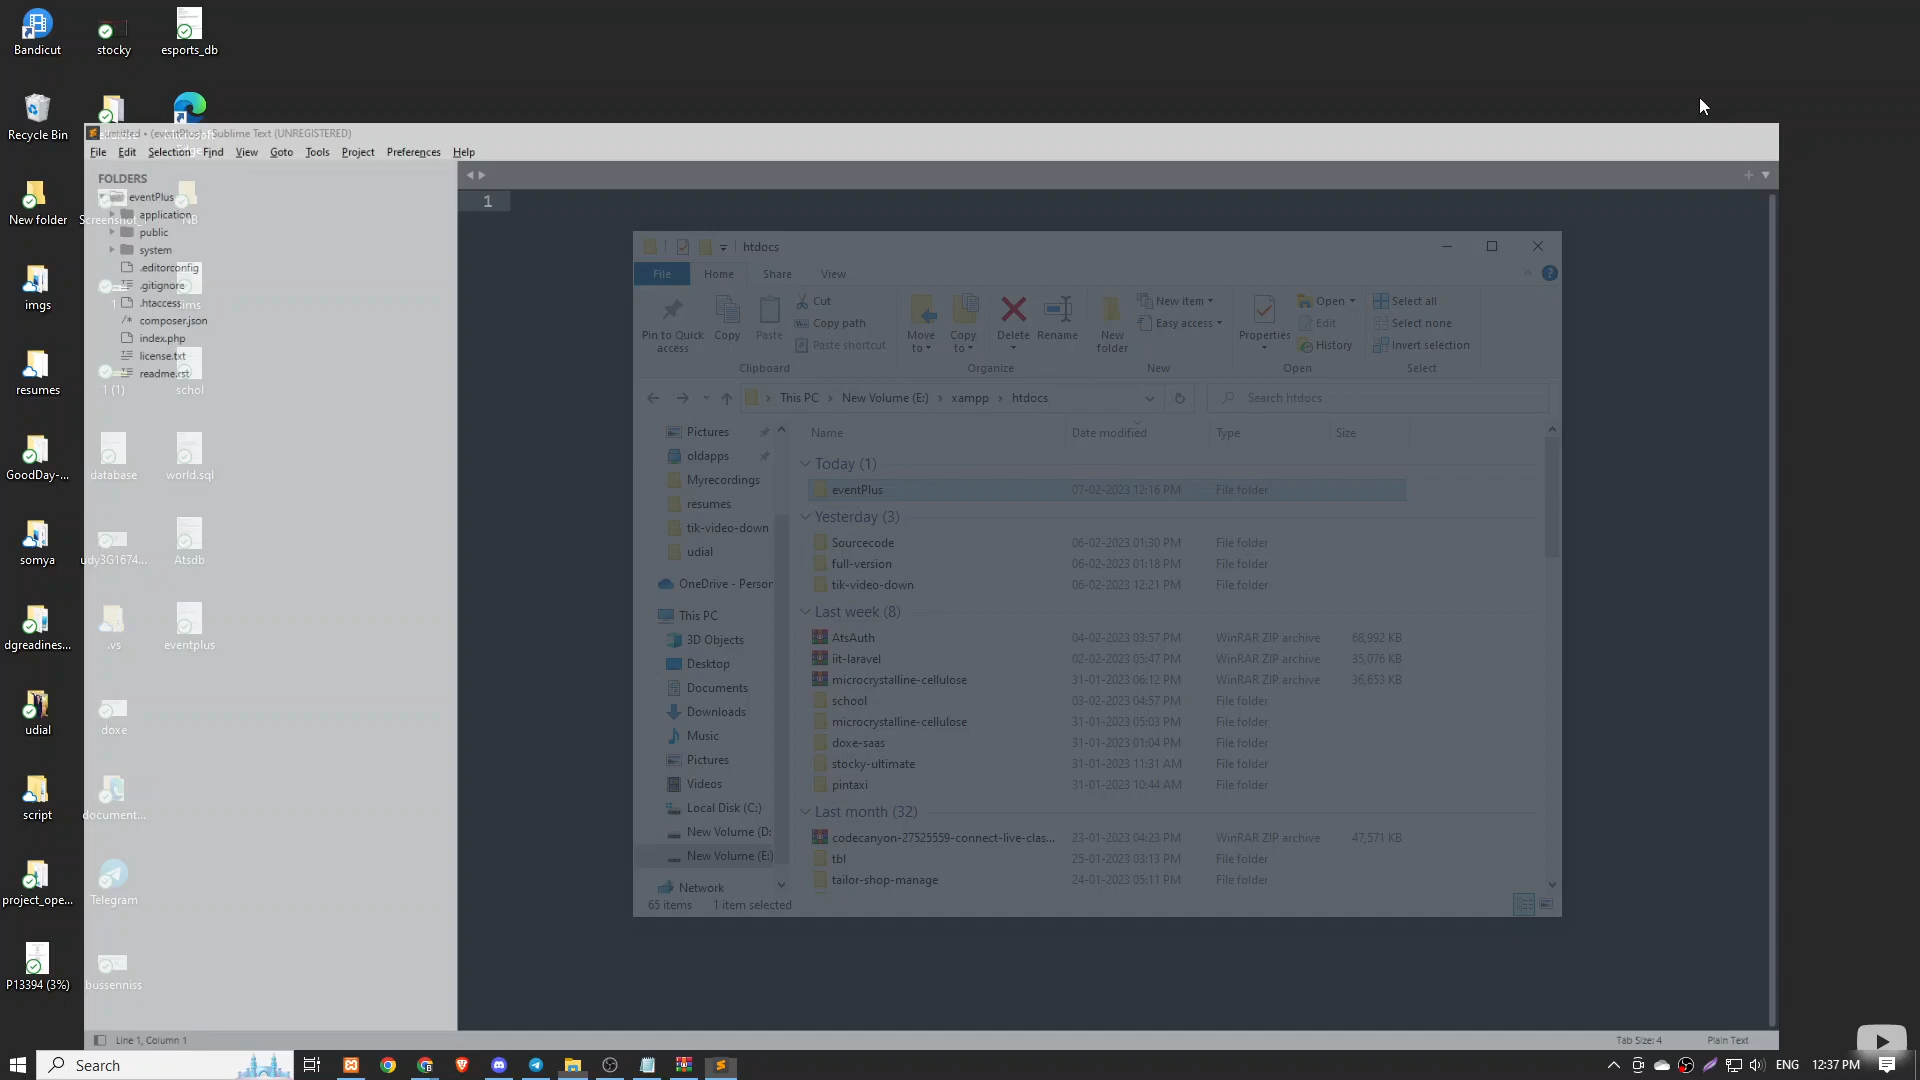 Bandicut
stocky
esports_db
Recycle Bin
untitled • (eventPlus) - Sublime Text (UNREGISTERED)
File Edit Selection Find View Goto Tools Project Preferences Help
FOLDERS
eventPlus
application
public
system
.editorconfig
.gitignore
.htaccess
composer.json
index.php
license.txt
readme.rst
1
New folder
Screenshot_
NB
imgs
1
resumes
1 (1)
schol
GoodDay-...
database
world.sql
somya
udy3G1674...
Atsdb
dgreadines...
.vs
eventplus
udial
doxe
script
document...
project_ope...
Telegram
P13394 (3%)
bussenniss
htdocs
File Home Share View
Pin to Quick access
Copy
Paste
Cut
Copy path
Paste shortcut
Clipboard
Move to
Copy to
Delete
Rename
Organize
New folder
New item
Easy access
New
Properties
Open
Edit
History
Open
Select all
Select none
Invert selection
Select
This PC New Volume (E:) xampp htdocs
Search htdocs
Pictures
oldapps
Myrecordings
resumes
tik-video-down
udial
OneDrive - Person
This PC
3D Objects
Desktop
Documents
Downloads
Music
Pictures
Videos
Local Disk (C:)
New Volume (D:
New Volume (E:)
Network
Name Date modified Type Size
Today (1)
eventPlus 07-02-2023 12:16 PM File folder
Yesterday (3)
Sourcecode 06-02-2023 01:30 PM File folder
full-version 06-02-2023 01:18 PM File folder
tik-video-down 06-02-2023 12:21 PM File folder
Last week (8)
AtsAuth 04-02-2023 03:57 PM WinRAR ZIP archive 68,992 KB
iit-laravel 02-02-2023 05:47 PM WinRAR ZIP archive 35,076 KB
microcrystalline-cellulose 31-01-2023 06:12 PM WinRAR ZIP archive 36,653 KB
school 03-02-2023 04:57 PM File folder
microcrystalline-cellulose 31-01-2023 05:03 PM File folder
doxe-saas 31-01-2023 01:04 PM File folder
stocky-ultimate 31-01-2023 11:31 AM File folder
pintaxi 31-01-2023 10:44 AM File folder
Last month (32)
codecanyon-27525559-connect-live-clas... 23-01-2023 04:23 PM WinRAR ZIP archive 47,571 KB
tbl 25-01-2023 03:13 PM File folder
tailor-shop-manage 24-01-2023 05:11 PM File folder
65 items 1 item selected
Line 1, Column 1
Tab Size: 4
Plain Text
Search
ENG
12:37 PM